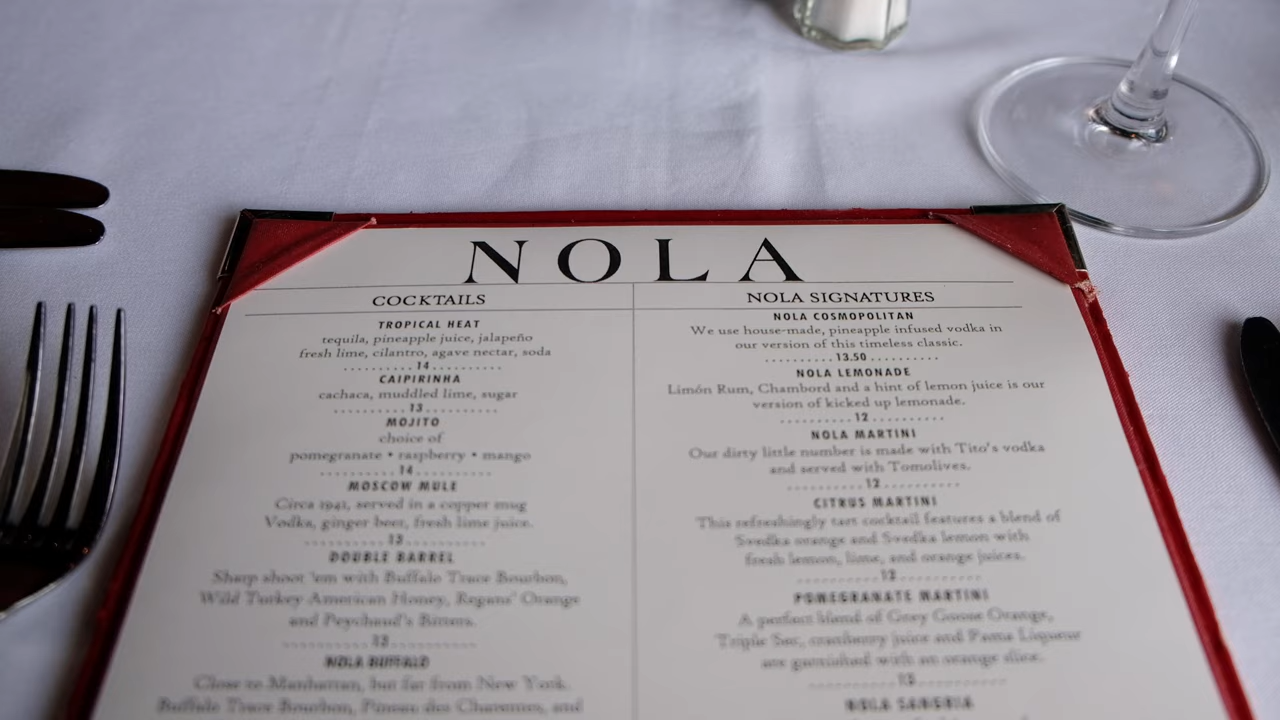 NOLA
COCKTAILS
TROPICAL HEAT
tequila, pineapple juice, jalapeño
fresh lime, cilantro, agave nectar, soda
14
CAIPIRINHA
cachaca, muddled lime, sugar
13
MOJITO
choice of
pomegranate • raspberry • mango
14
MOSCOW MULE
Circa 1941, served in a copper mug
Vodka, ginger beer, fresh lime juice.
13
DOUBLE BARREL
Sharp shoot 'em with Buffalo Trace Bourbon,
Wild Turkey American Honey, Regans' Orange
and Peychaud's Bitters.
NOLA BUFFALO
Close to Manhattan, but far from New York.
Buffalo Trace Bourbon, Pineau des Charentes, and
NOLA SIGNATURES
NOLA COSMOPOLITAN
We use house-made, pineapple infused vodka in
our version of this timeless classic.
13.50
NOLA LEMONADE
Limón Rum, Chambord and a hint of lemon juice is our
version of kicked up lemonade.
12
NOLA MARTINI
Our dirty little number is made with Tito's vodka
and served with Tomolives.
12
CITRUS MARTINI
This refreshingly tart cocktail features a blend of
Svedka orange and Svedka lemon with
fresh lemon, lime, and orange juices.
POMEGRANATE MARTINI
A perfect blend of Grey Goose Orange,
Triple Sec, cranberry juice and Pama Liqueur
are garnished with an orange slice.
NOLA SANGRIA